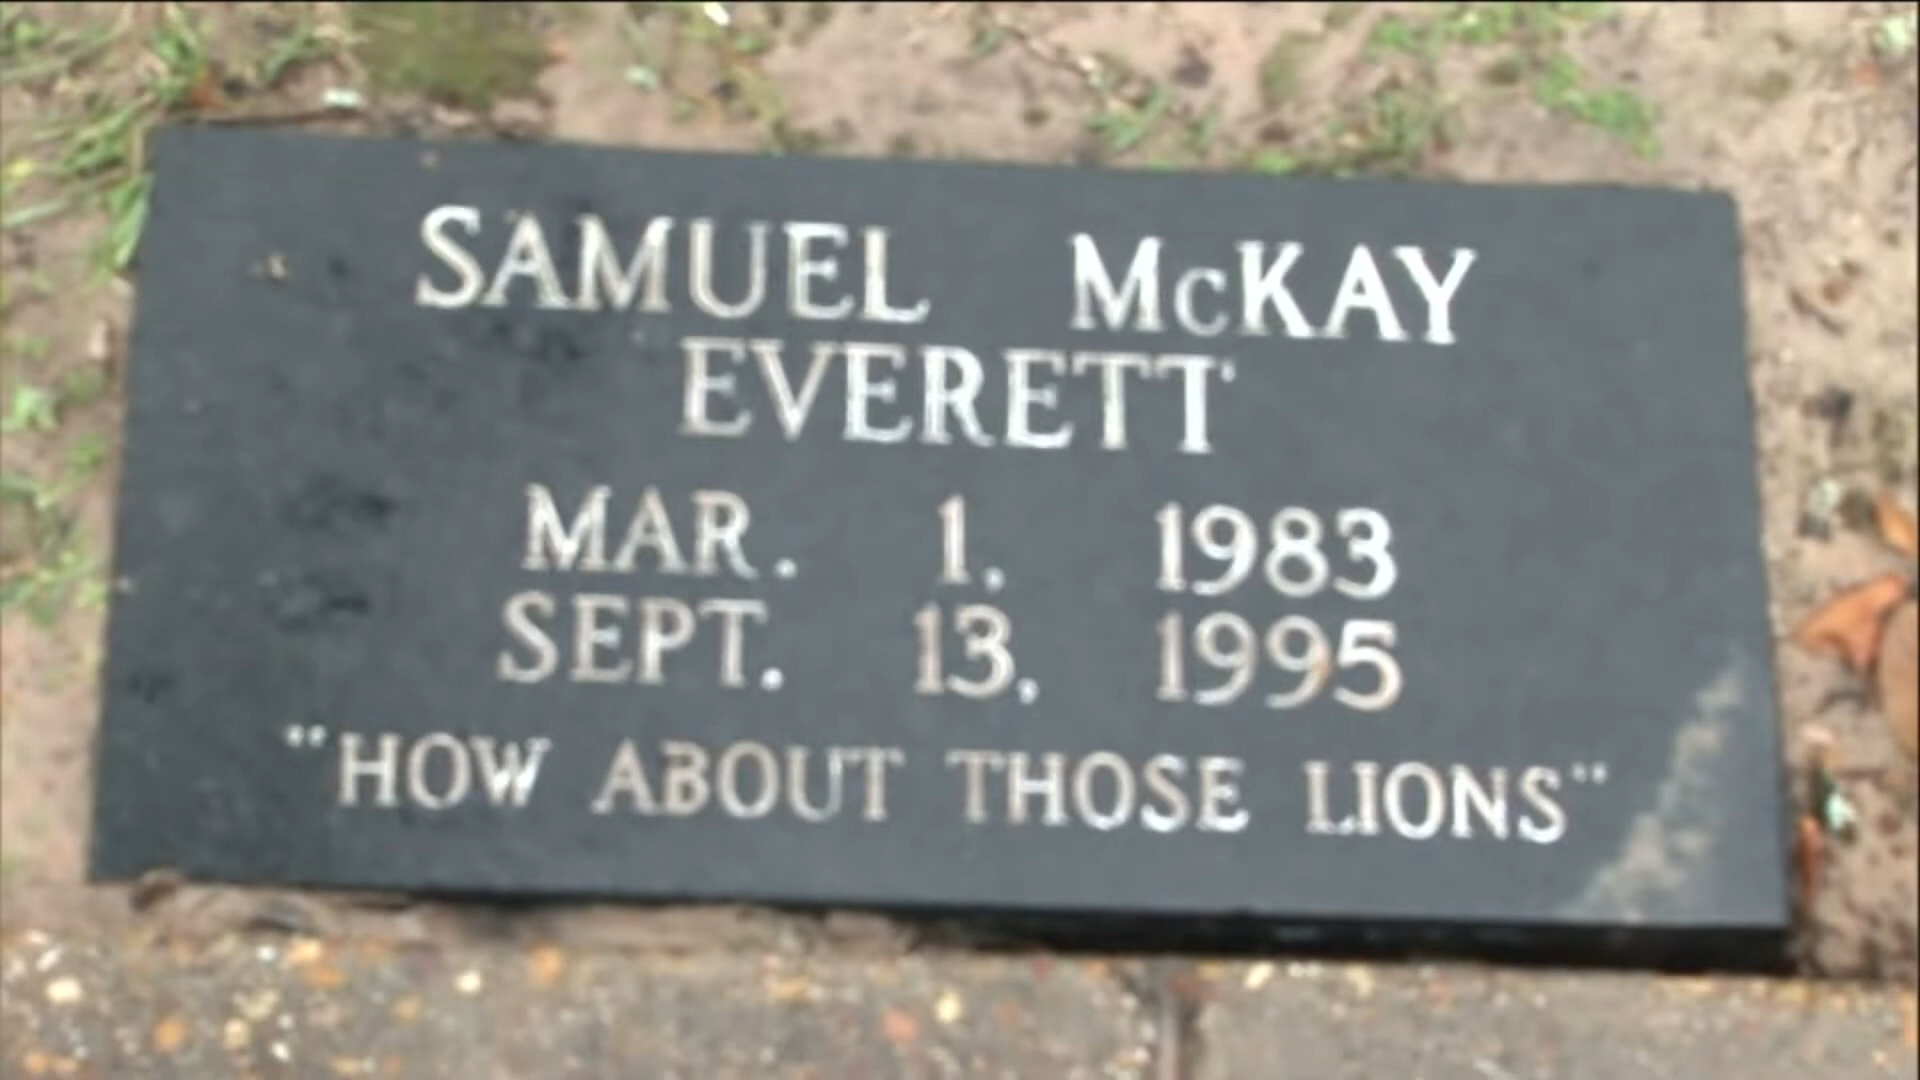 SAMUEL McKAY
EVERETT
MAR. 1, 1983
SEPT. 13, 1995
"HOW ABOUT THOSE LIONS"